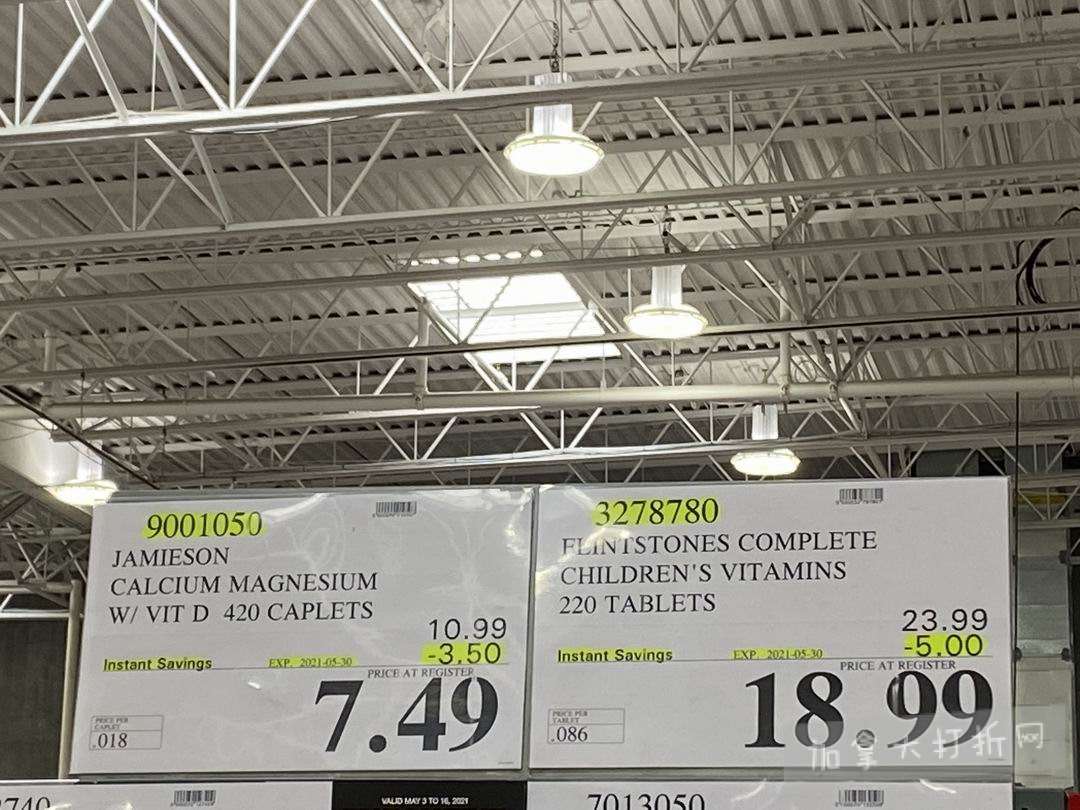 9001050
JAMIESON
CALCIUM MAGNESIUM
W/ VIT D 420 CAPLETS
10.99
-3.50
Instant Savings
EXP. 2021-05-30
PRICE AT REGISTER
7.49
PRICE PER
CAPLET
.018
3278780
FLINTSTONES COMPLETE
CHILDREN'S VITAMINS
220 TABLETS
23.99
-5.00
Instant Savings
EXP. 2021-05-30
PRICE AT REGISTER
18.99
PRICE PER
TABLET
.086
加拿大打折网
VALID MAY 3 TO 16, 2021
7013050